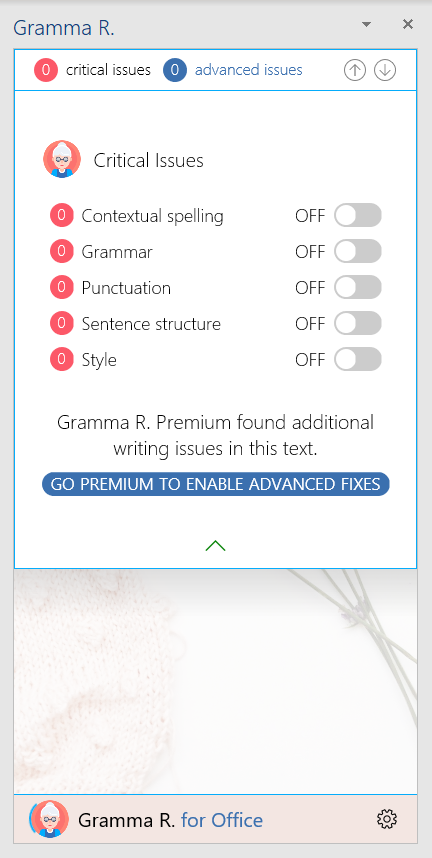 Gramma R.
0 critical issues 0 advanced issues
Critical Issues
0 Contextual spelling OFF
0 Grammar OFF
0 Punctuation OFF
0 Sentence structure OFF
0 Style OFF
Gramma R. Premium found additional
writing issues in this text.
GO PREMIUM TO ENABLE ADVANCED FIXES
Gramma R. for Office